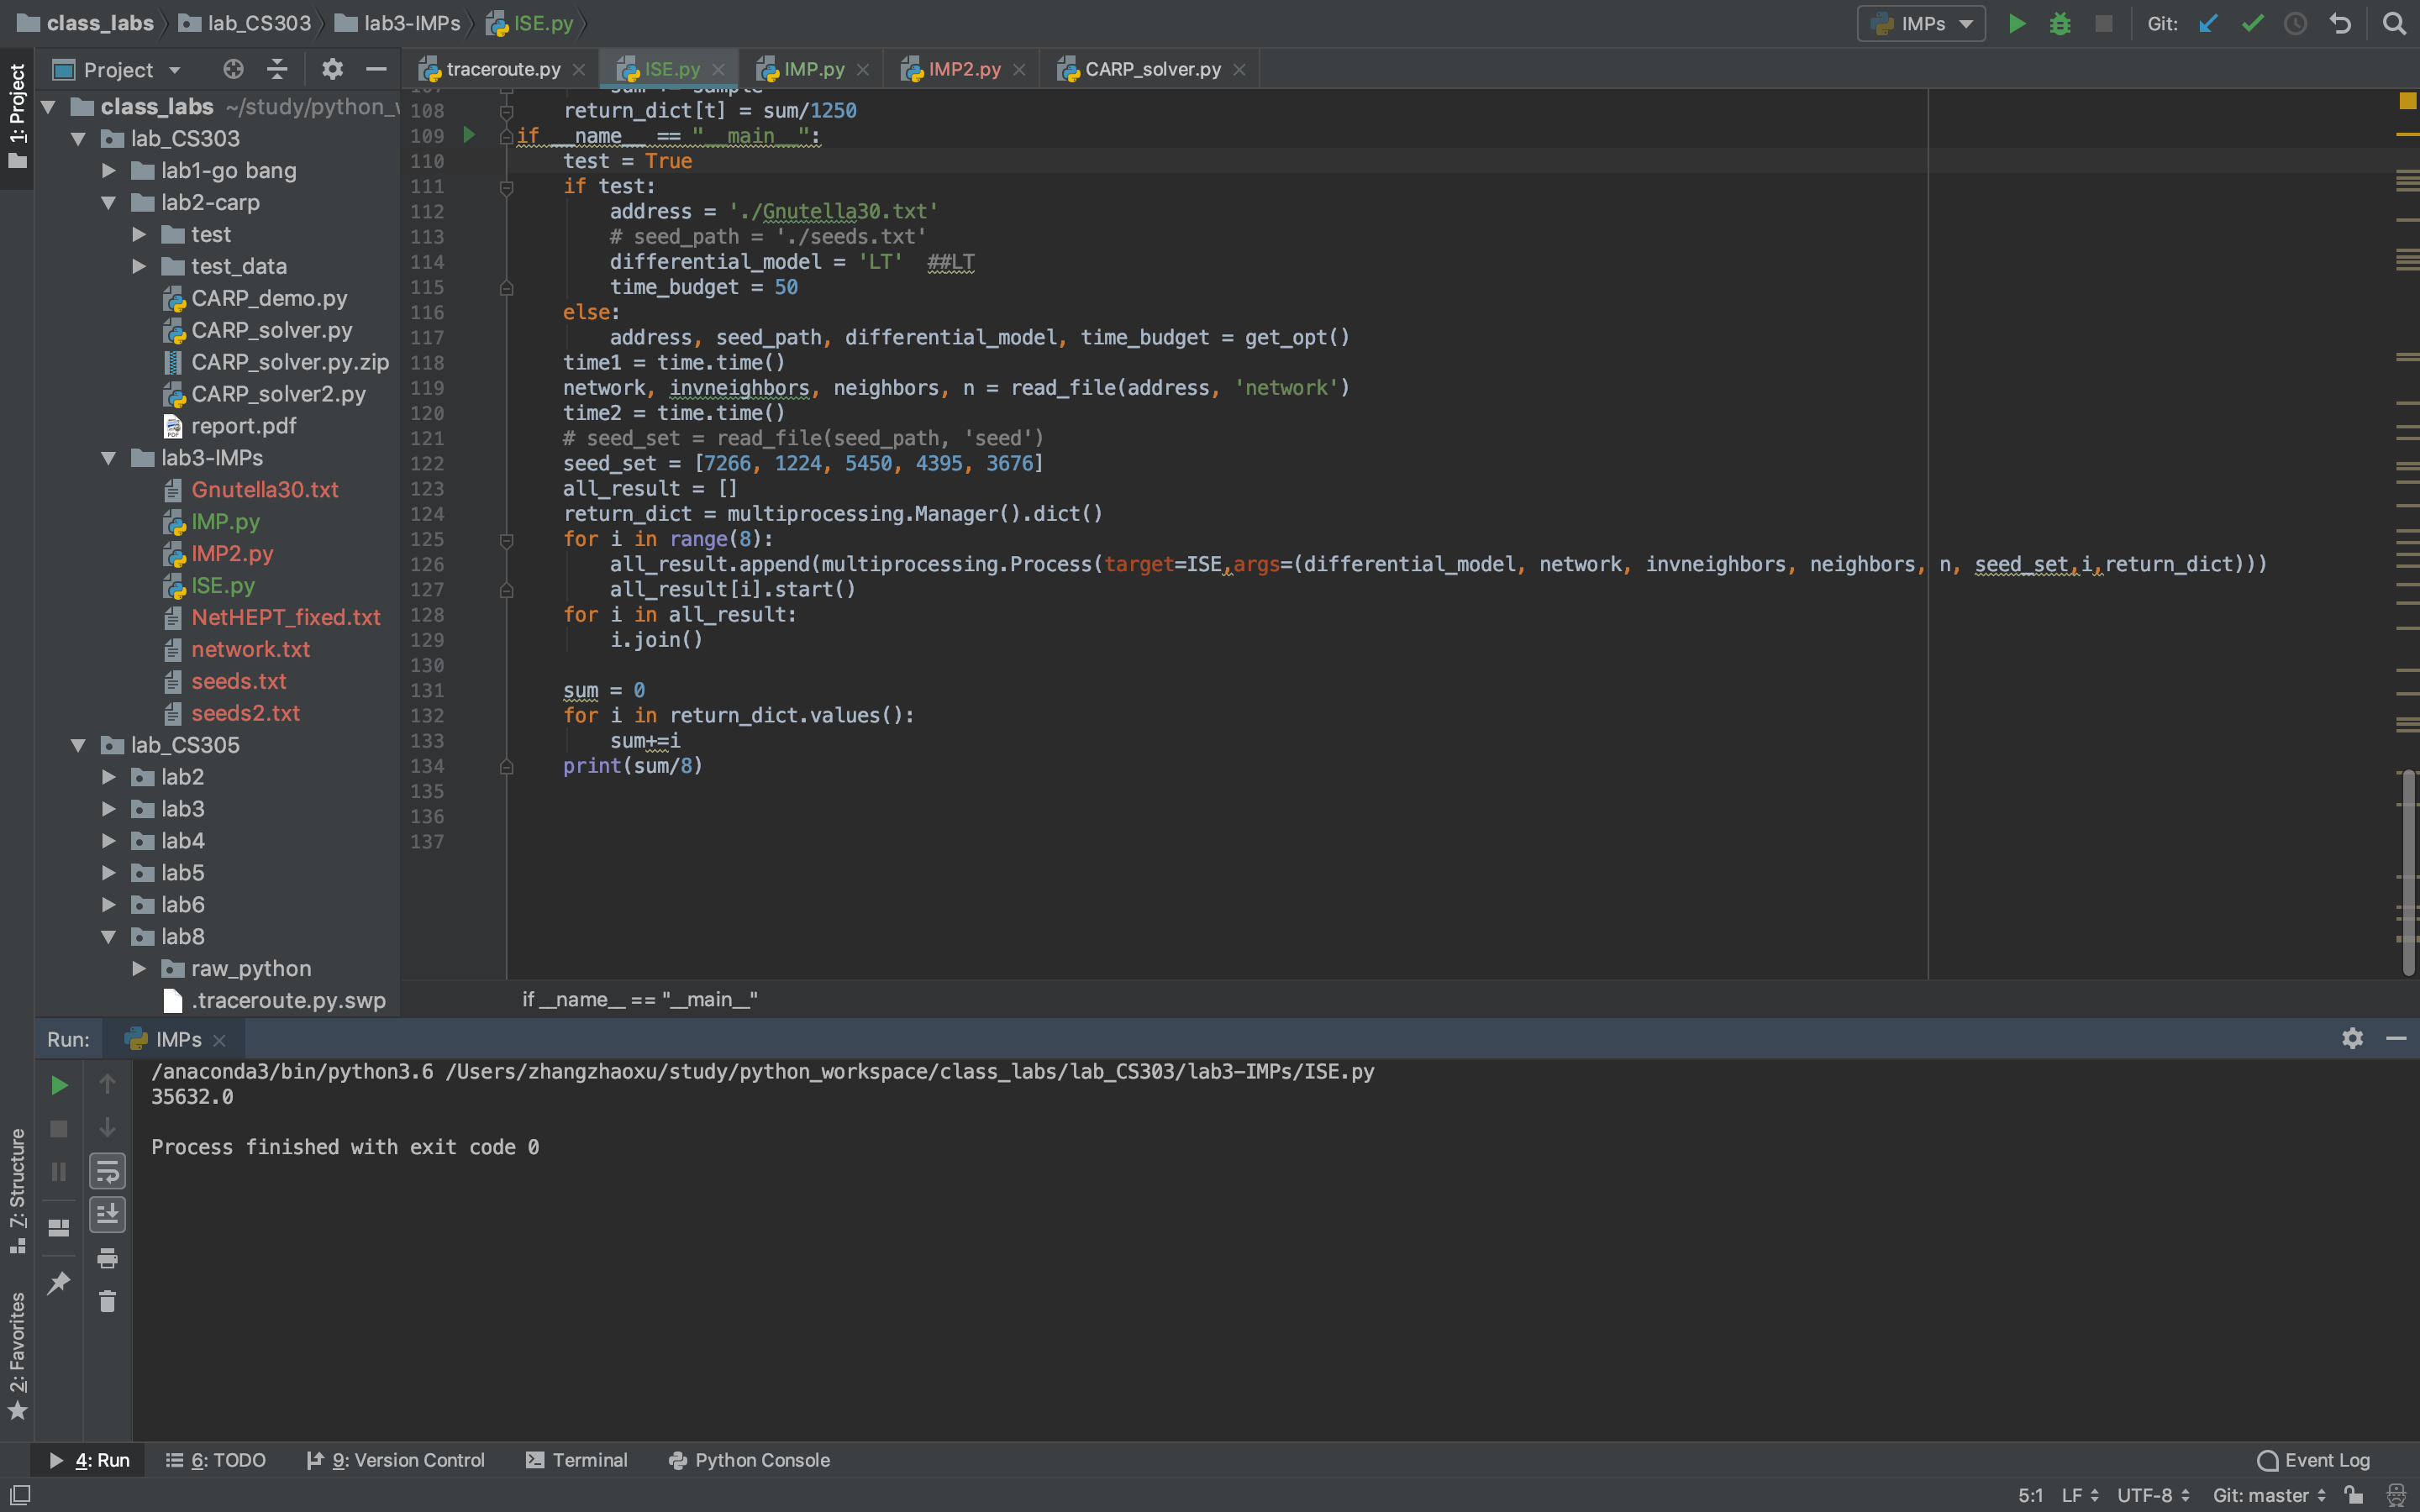 class_labs lab_CS303 lab3-IMPs ISE.py
IMPs Git:
Project
traceroute.py ISE.py IMP.py IMP2.py CARP_solver.py
1: Project
class_labs ~/study/python_
lab_CS303
lab1-go bang
lab2-carp
test
test_data
CARP_demo.py
CARP_solver.py
CARP_solver.py.zip
CARP_solver2.py
report.pdf
lab3-IMPs
Gnutella30.txt
IMP.py
IMP2.py
ISE.py
NetHEPT_fixed.txt
network.txt
seeds.txt
seeds2.txt
lab_CS305
lab2
lab3
lab4
lab5
lab6
lab8
raw_python
.traceroute.py.swp
107 sum += sample
108 return_dict[t] = sum/1250
109 if __name__ == "__main__":
110 test = True
111 if test:
112 address = './Gnutella30.txt'
113 # seed_path = './seeds.txt'
114 differential_model = 'LT' ##LT
115 time_budget = 50
116 else:
117 address, seed_path, differential_model, time_budget = get_opt()
118 time1 = time.time()
119 network, invneighbors, neighbors, n = read_file(address, 'network')
120 time2 = time.time()
121 # seed_set = read_file(seed_path, 'seed')
122 seed_set = [7266, 1224, 5450, 4395, 3676]
123 all_result = []
124 return_dict = multiprocessing.Manager().dict()
125 for i in range(8):
126 all_result.append(multiprocessing.Process(target=ISE,args=(differential_model, network, invneighbors, neighbors, n, seed_set,i,return_dict)))
127 all_result[i].start()
128 for i in all_result:
129 i.join()
130
131 sum = 0
132 for i in return_dict.values():
133 sum+=i
134 print(sum/8)
135
136
137
if __name__ == "__main__"
Run: IMPs
/anaconda3/bin/python3.6 /Users/zhangzhaoxu/study/python_workspace/class_labs/lab_CS303/lab3-IMPs/ISE.py
35632.0
Process finished with exit code 0
7: Structure
2: Favorites
4: Run 6: TODO 9: Version Control Terminal Python Console Event Log
5:1 LF UTF-8 Git: master